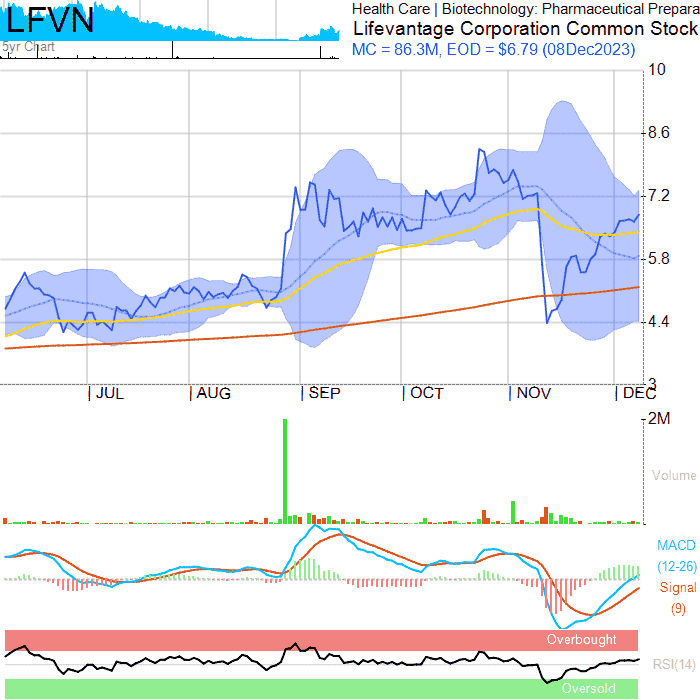 LFVN
5yr Chart
Health Care | Biotechnology: Pharmaceutical Prepara
Lifevantage Corporation Common Stock
MC = 86.3M, EOD = $6.79 (08Dec2023)
10
8.6
7.2
5.8
4.4
3
JUL AUG SEP OCT NOV DEC
2M
Volume
MACD
(12-26)
Signal
(9)
Overbought
RSI(14)
Oversold